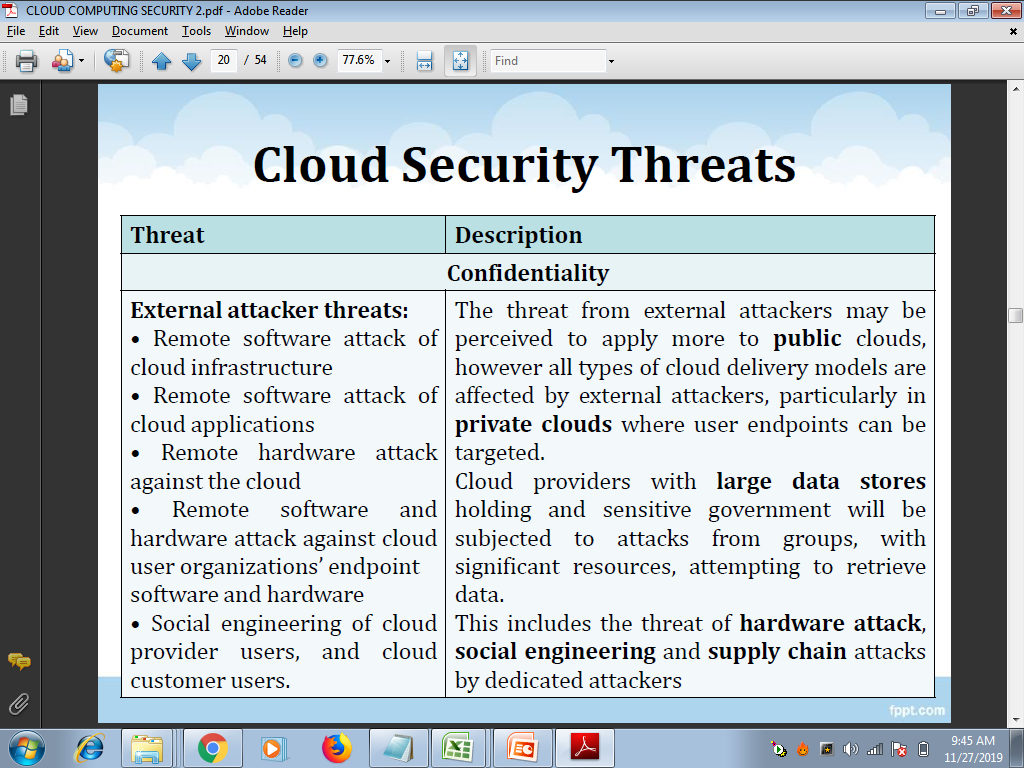 CLOUD COMPUTING SECURITY 2.pdf - Adobe Reader
File Edit View Document Tools Window Help
20 / 54 77.6% Find
Cloud Security Threats
Threat
Description
Confidentiality
External attacker threats:
• Remote software attack of
cloud infrastructure
• Remote software attack of
cloud applications
• Remote hardware attack
against the cloud
• Remote software and
hardware attack against cloud
user organizations’ endpoint
software and hardware
• Social engineering of cloud
provider users, and cloud
customer users.
The threat from external attackers may be
perceived to apply more to public clouds,
however all types of cloud delivery models are
affected by external attackers, particularly in
private clouds where user endpoints can be
targeted.
Cloud providers with large data stores
holding and sensitive government will be
subjected to attacks from groups, with
significant resources, attempting to retrieve
data.
This includes the threat of hardware attack,
social engineering and supply chain attacks
by dedicated attackers
fppt.com
9:45 AM
11/27/2019